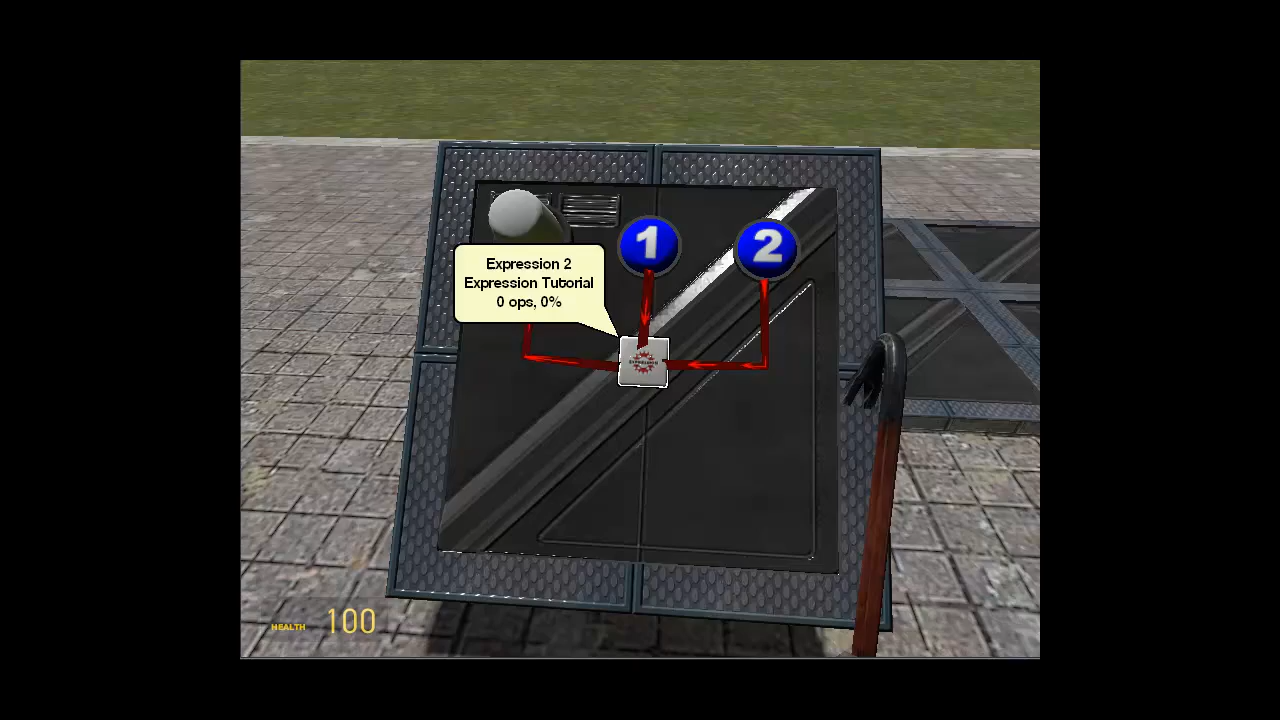 1
2
Expression 2
Expression Tutorial
0 ops, 0%
HEALTH 100